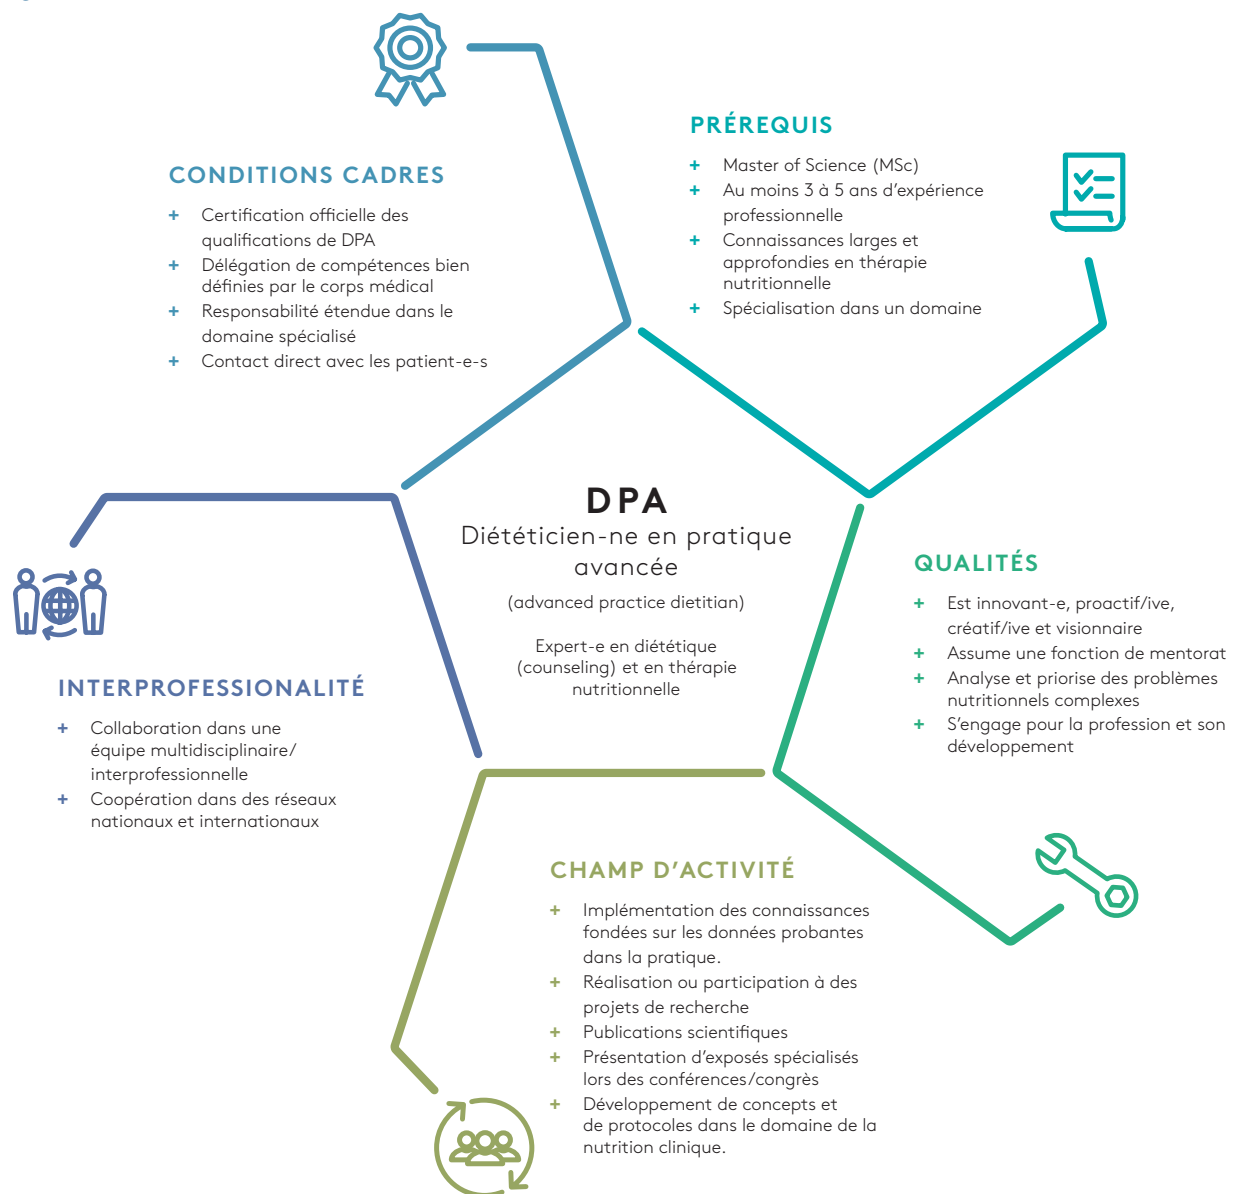 CONDITIONS CADRES
+ Certification officielle des
qualifications de DPA
+ Délégation de compétences bien
définies par le corps médical
+ Responsabilité étendue dans le
domaine spécialisé
+ Contact direct avec les patient-e-s
PRÉREQUIS
+ Master of Science (MSc)
+ Au moins 3 à 5 ans d’expérience
professionnelle
+ Connaissances larges et
approfondies en thérapie
nutritionnelle
+ Spécialisation dans un domaine
DPA
Diététicien-ne en pratique
avancée
(advanced practice dietitian)
Expert-e en diététique
(counseling) et en thérapie
nutritionnelle
QUALITÉS
+ Est innovant-e, proactif/ive,
créatif/ive et visionnaire
+ Assume une fonction de mentorat
+ Analyse et priorise des problèmes
nutritionnels complexes
+ S’engage pour la profession et son
développement
INTERPROFESSIONALITÉ
+ Collaboration dans une
équipe multidisciplinaire/
interprofessionnelle
+ Coopération dans des réseaux
nationaux et internationaux
CHAMP D’ACTIVITÉ
+ Implémentation des connaissances
fondées sur les données probantes
dans la pratique.
+ Réalisation ou participation à des
projets de recherche
+ Publications scientifiques
+ Présentation d’exposés spécialisés
lors des conférences/congrès
+ Développement de concepts et
de protocoles dans le domaine de la
nutrition clinique.